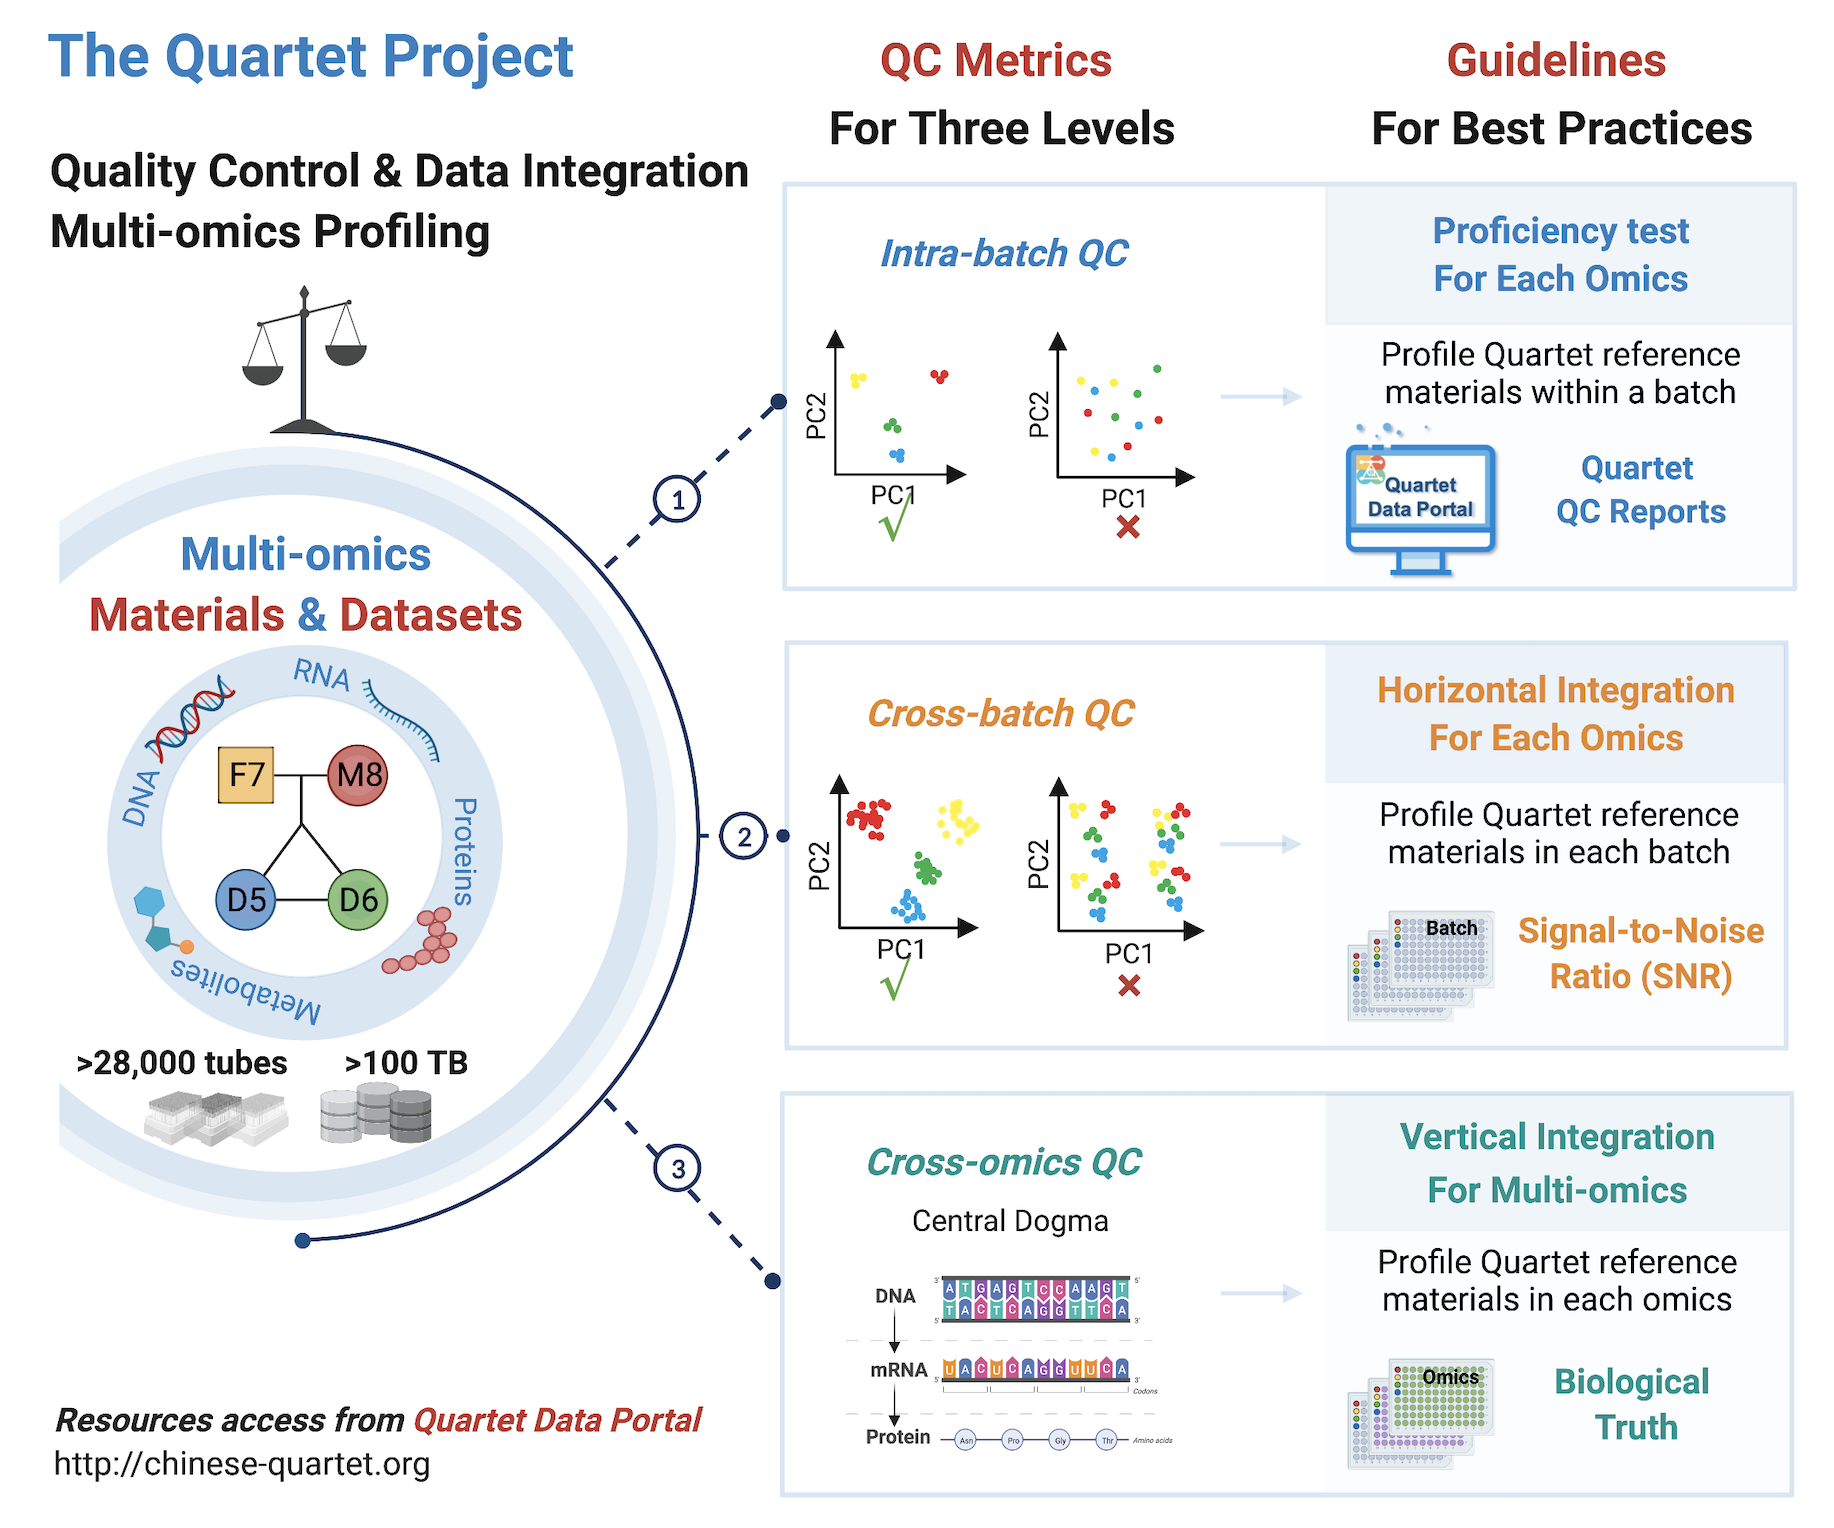 The Quartet Project
Quality Control & Data Integration
Multi-omics Profiling
Multi-omics
Materials & Datasets
RNA
DNA
Proteins
Metabolites
F7
M8
D5
D6
>28,000 tubes
>100 TB
Resources access from Quartet Data Portal
http://chinese-quartet.org
1
2
3
QC Metrics
For Three Levels
Guidelines
For Best Practices
Intra-batch QC
PC2
PC1
√
PC2
PC1
Proficiency test
For Each Omics
Profile Quartet reference
materials within a batch
Quartet
Data Portal
Quartet
QC Reports
Cross-batch QC
PC2
PC1
√
PC2
PC1
Horizontal Integration
For Each Omics
Profile Quartet reference
materials in each batch
Batch
Signal-to-Noise
Ratio (SNR)
Cross-omics QC
Central Dogma
DNA
3' A T G A G T C C A A G T 5'
5' T A C T C A G G T T C A 3'
mRNA
5' U A C U C A G G U U C A 3'
Codons
Protein
Asn Pro Gly Thr Amino acids
Vertical Integration
For Multi-omics
Profile Quartet reference
materials in each omics
Omics
Biological
Truth